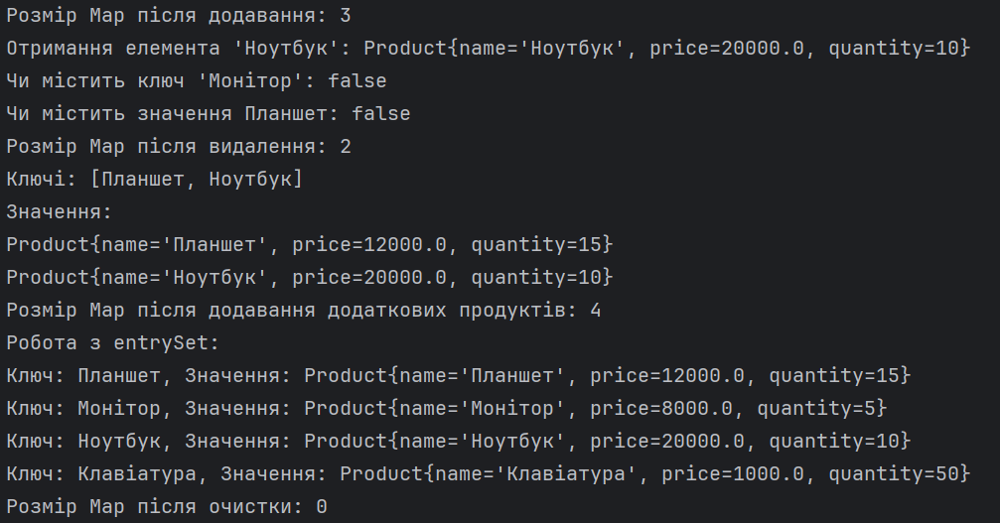 Розмір Map після додавання: 3
Отримання елемента 'Ноутбук': Product{name='Ноутбук', price=20000.0, quantity=10}
Чи містить ключ 'Монітор': false
Чи містить значення Планшет: false
Розмір Map після видалення: 2
Ключі: [Планшет, Ноутбук]
Значення:
Product{name='Планшет', price=12000.0, quantity=15}
Product{name='Ноутбук', price=20000.0, quantity=10}
Розмір Map після додавання додаткових продуктів: 4
Робота з entrySet:
Ключ: Планшет, Значення: Product{name='Планшет', price=12000.0, quantity=15}
Ключ: Монітор, Значення: Product{name='Монітор', price=8000.0, quantity=5}
Ключ: Ноутбук, Значення: Product{name='Ноутбук', price=20000.0, quantity=10}
Ключ: Клавіатура, Значення: Product{name='Клавіатура', price=1000.0, quantity=50}
Розмір Map після очистки: 0